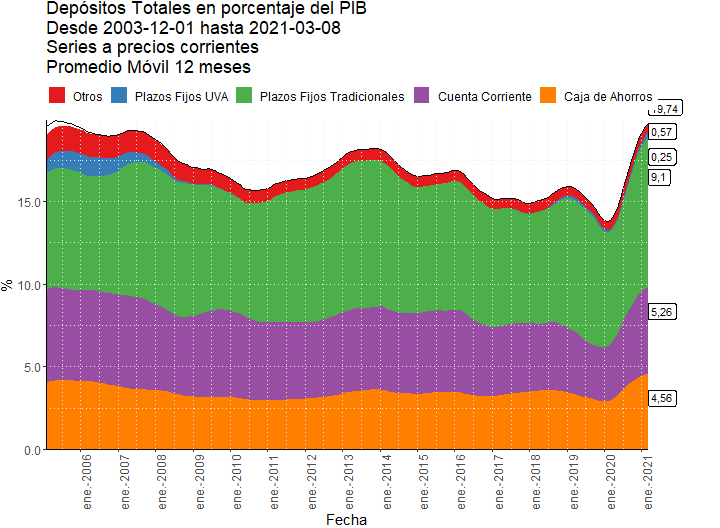 Depósitos Totales en porcentaje del PIB
Desde 2003-12-01 hasta 2021-03-08
Series a precios corrientes
Promedio Móvil 12 meses
Otros Plazos Fijos UVA Plazos Fijos Tradicionales Cuenta Corriente Caja de Ahorros
19,74
0,57
0,25
9,1
5,26
4,56
15.0
10.0
5.0
0.0
%
ene.-2006 ene.-2007 ene.-2008 ene.-2009 ene.-2010 ene.-2011 ene.-2012 ene.-2013 ene.-2014 ene.-2015 ene.-2016 ene.-2017 ene.-2018 ene.-2019 ene.-2020 ene.-2021
Fecha